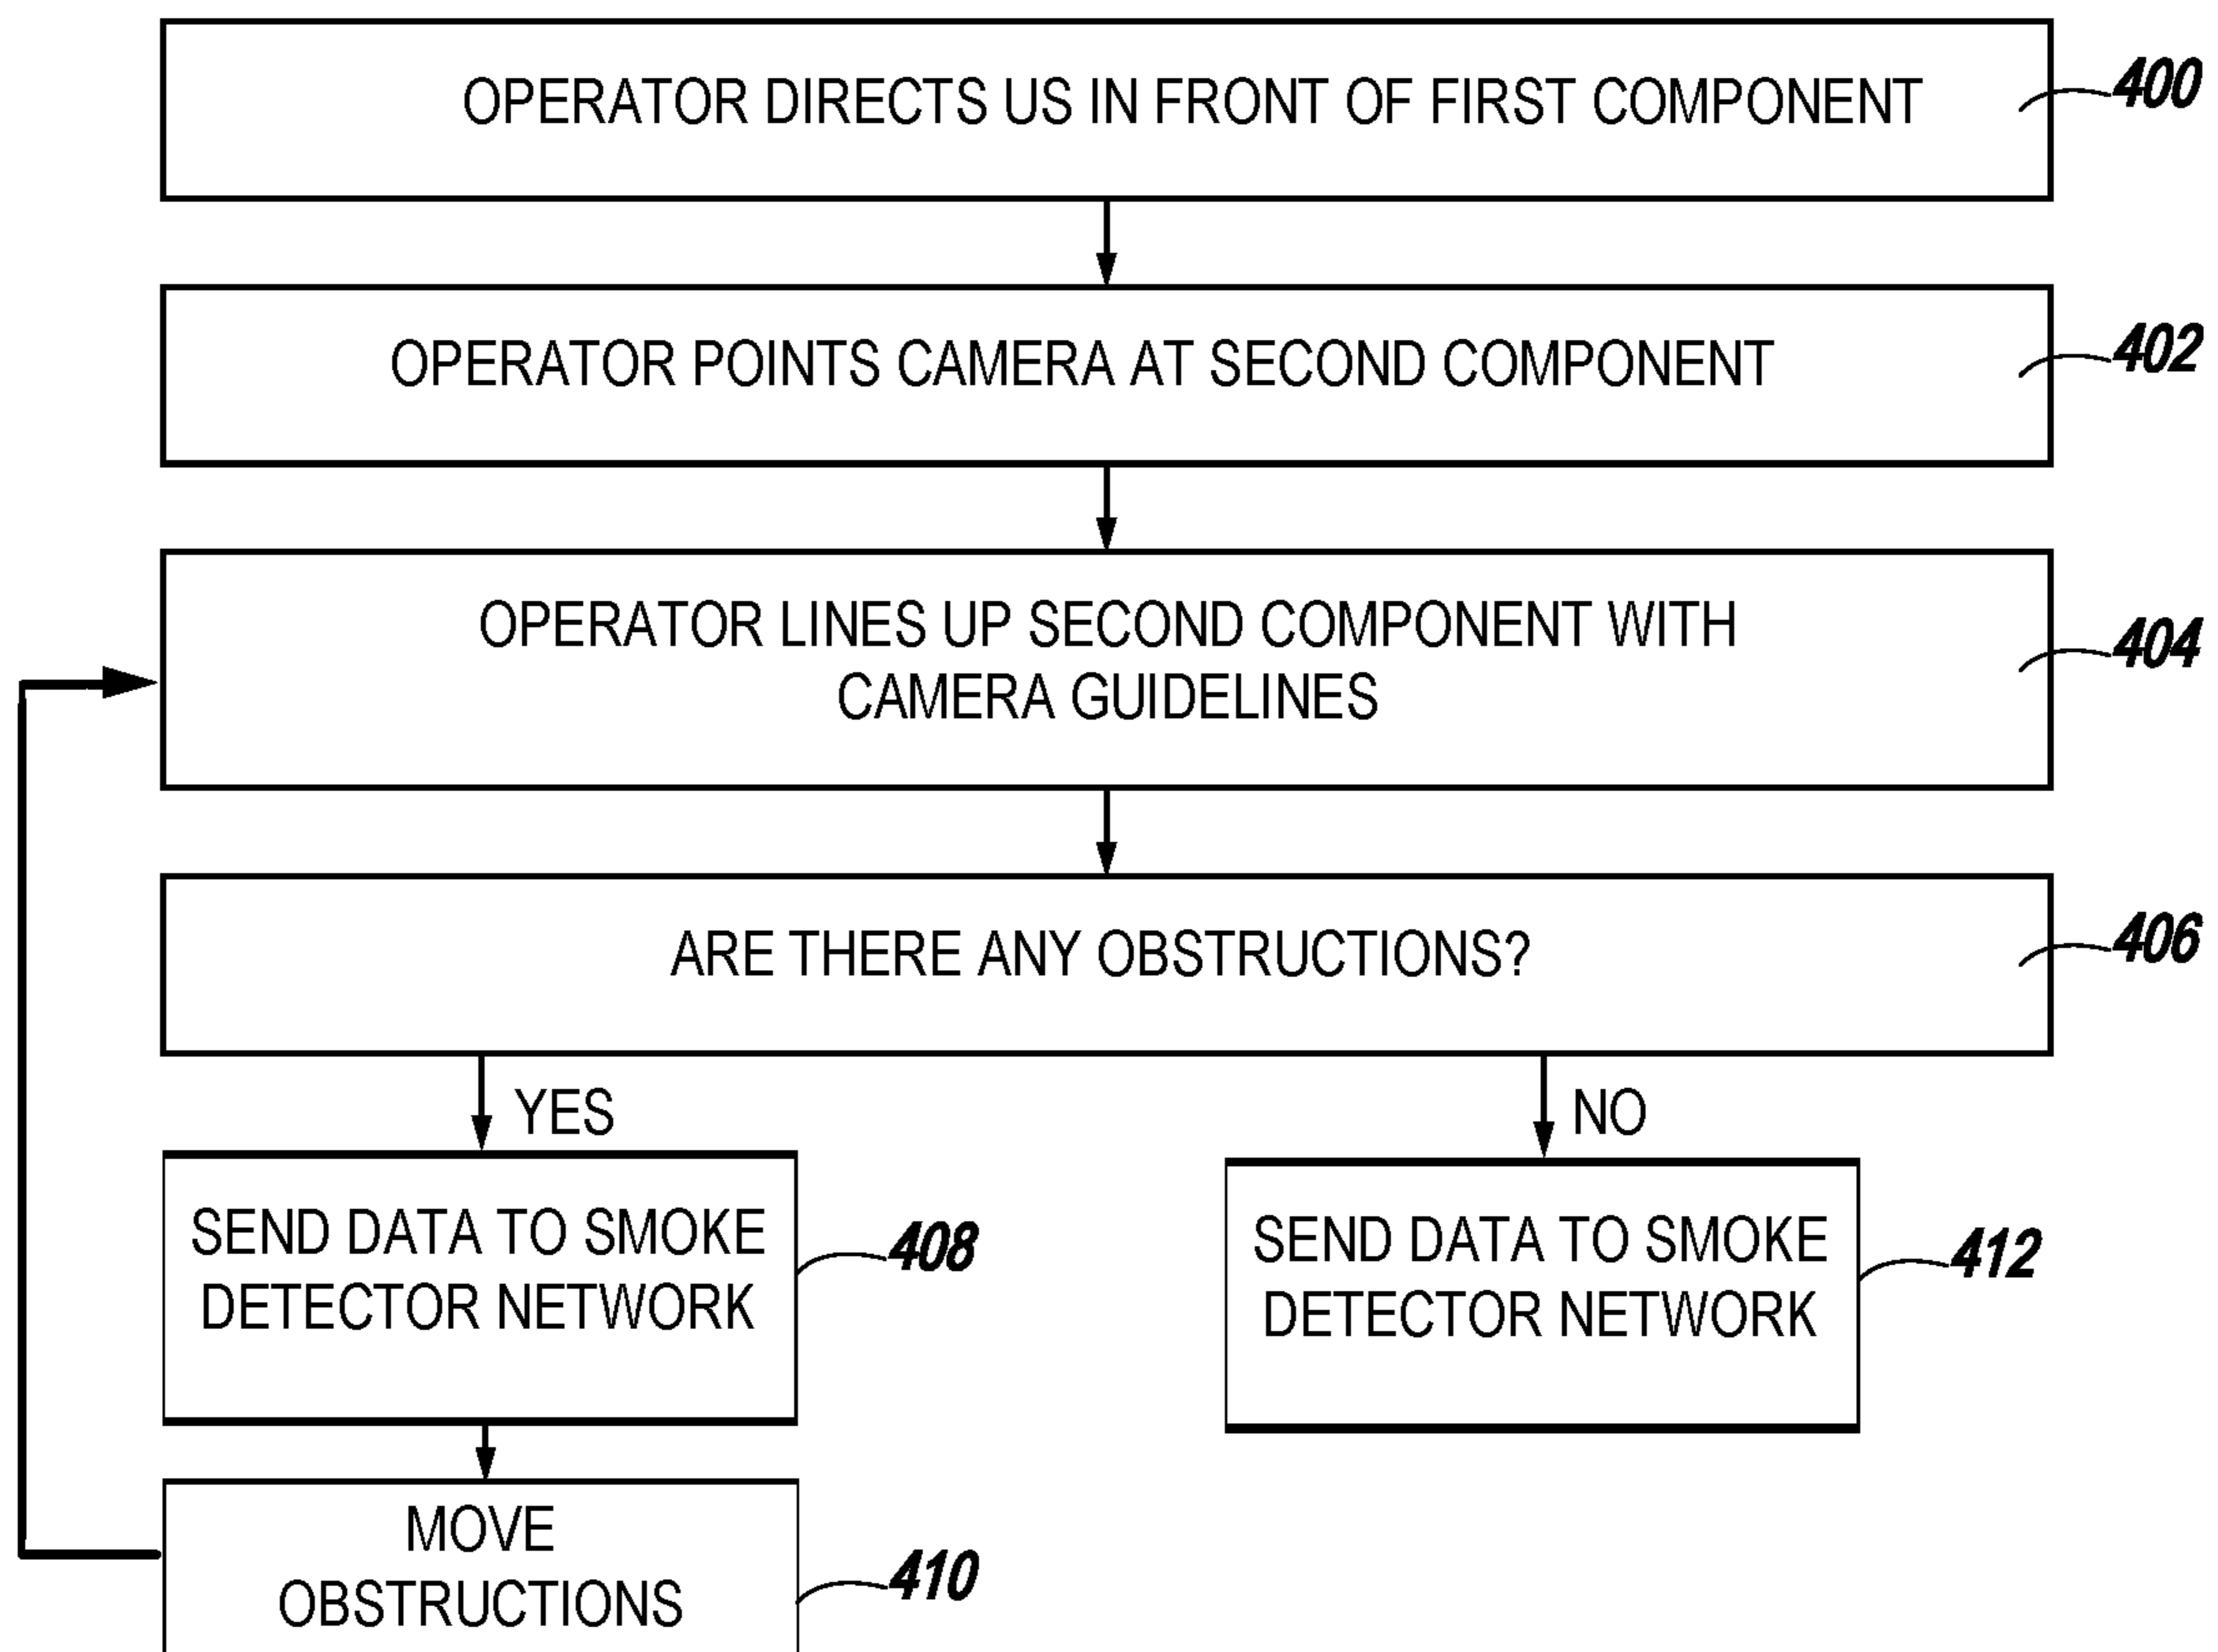 OPERATOR DIRECTS US IN FRONT OF FIRST COMPONENT
400
OPERATOR POINTS CAMERA AT SECOND COMPONENT
402
OPERATOR LINES UP SECOND COMPONENT WITH
CAMERA GUIDELINES
404
ARE THERE ANY OBSTRUCTIONS?
406
YES
NO
SEND DATA TO SMOKE
DETECTOR NETWORK
408
SEND DATA TO SMOKE
DETECTOR NETWORK
412
MOVE
OBSTRUCTIONS
410